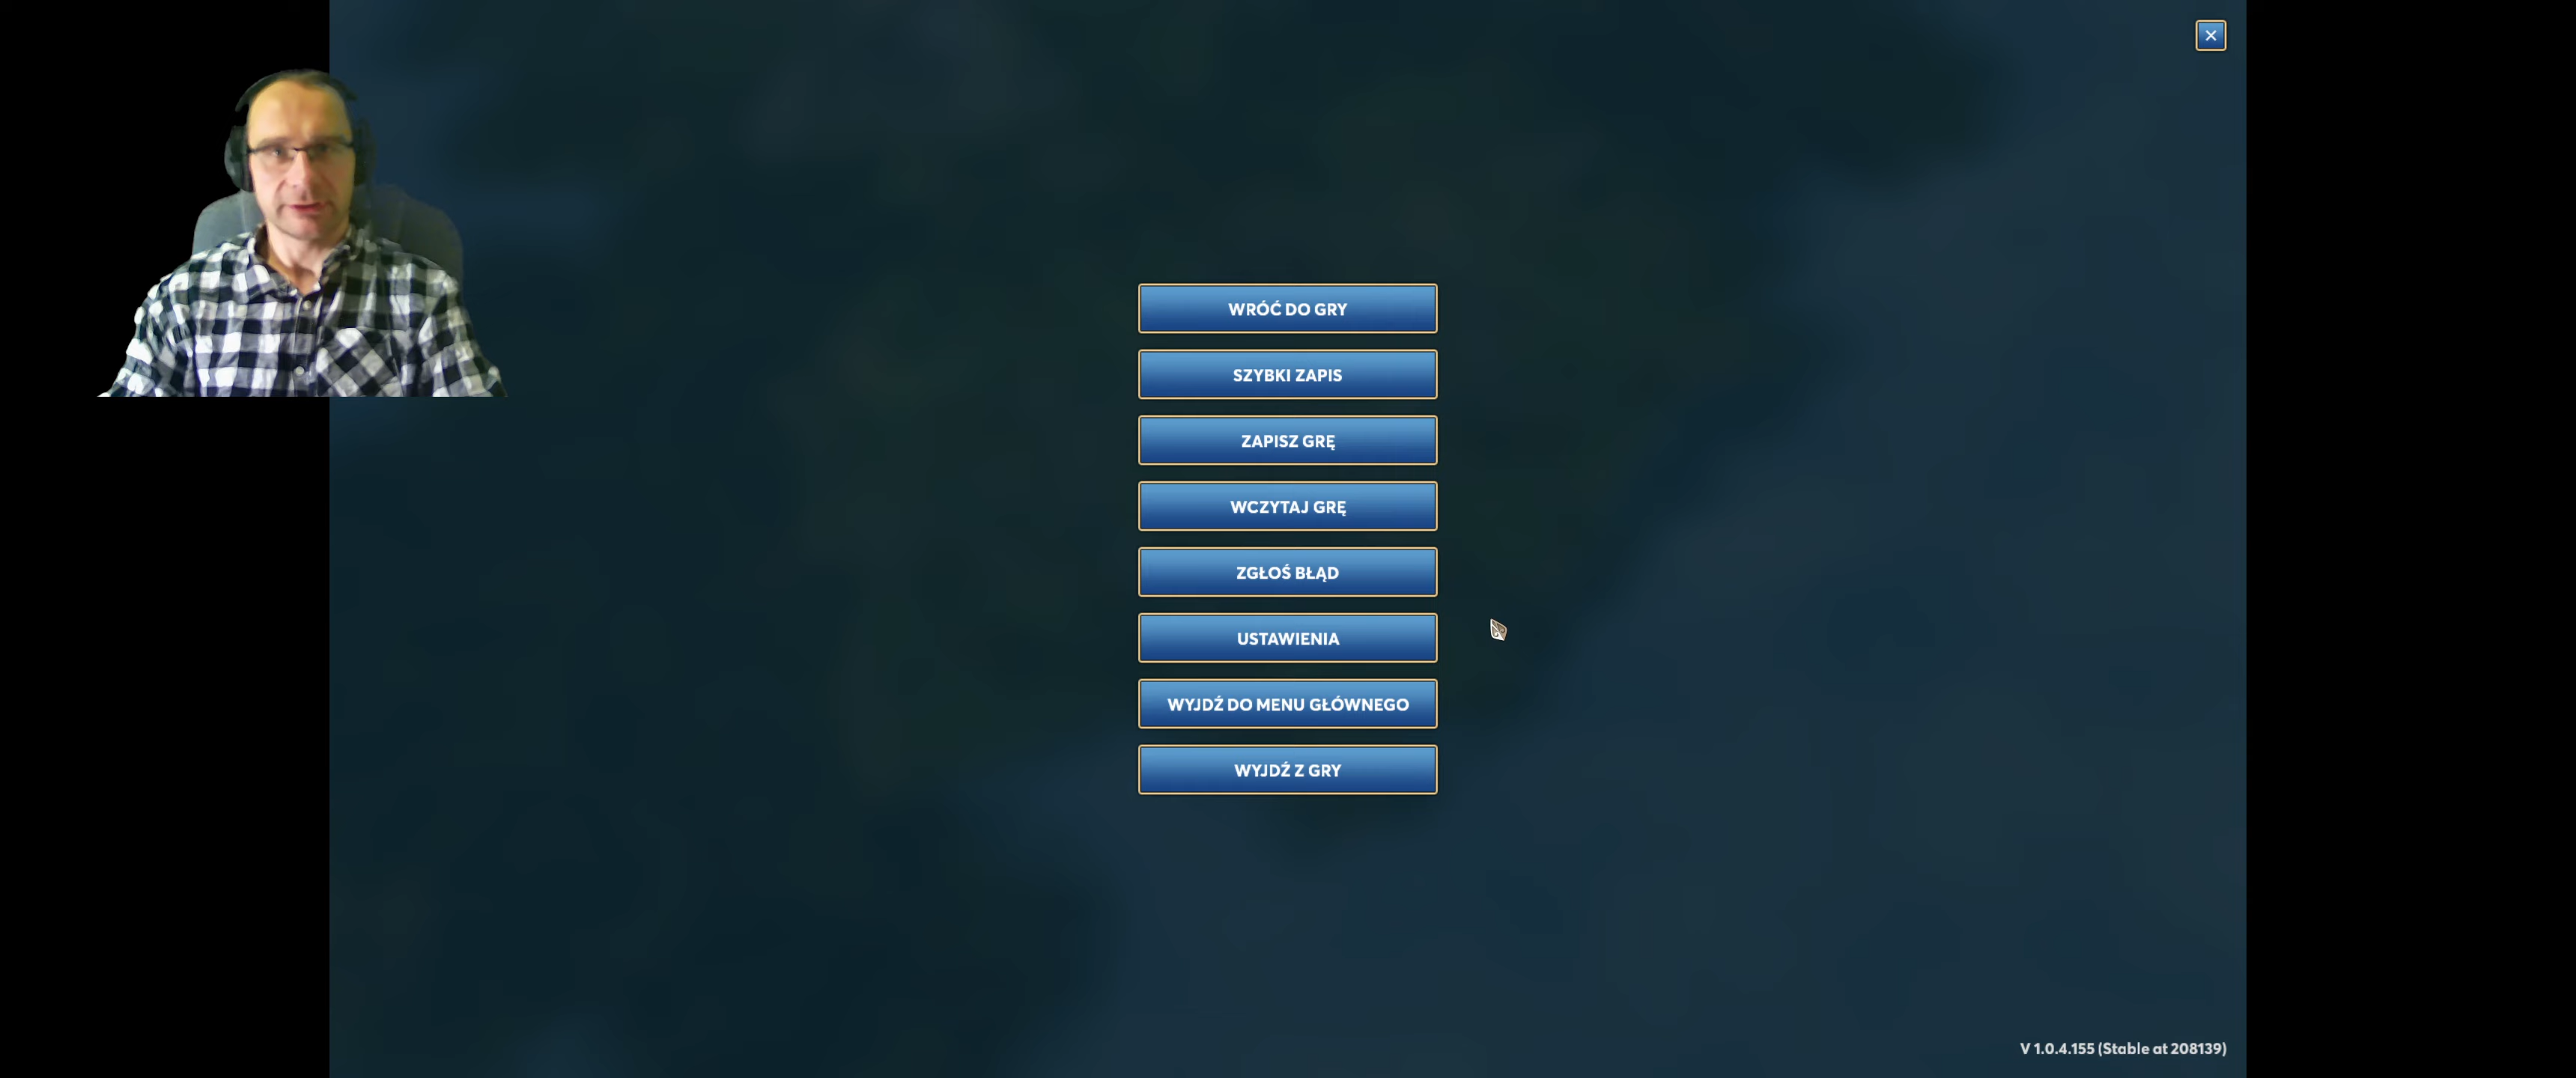 WRÓĆ DO GRY
SZYBKI ZAPIS
ZAPISZ GRĘ
WCZYTAJ GRĘ
ZGŁOŚ BŁĄD
USTAWIENIA
WYJDŹ DO MENU GŁÓWNEGO
WYJDŹ Z GRY
V 1.0.4.155 (Stable at 208139)